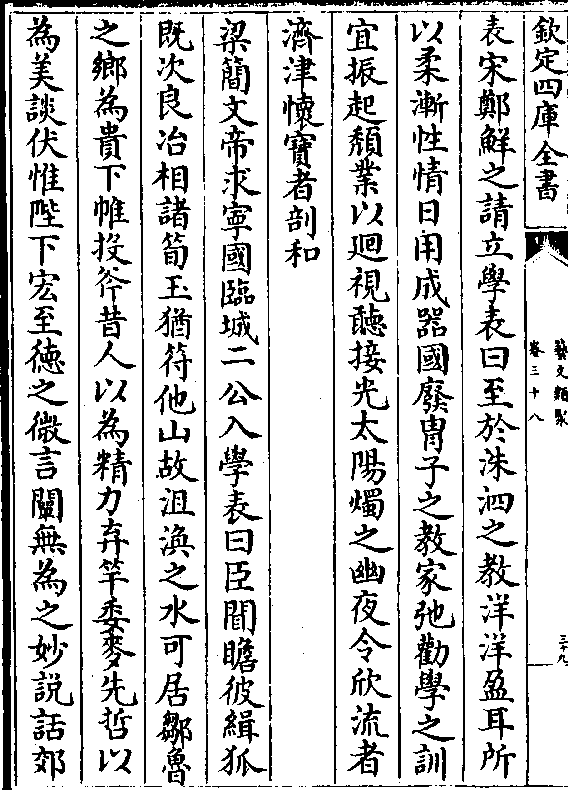 欽定四庫全書
藝文類聚
卷三十八
三十九
表宋鄭鮮之請立學表曰至於洙泗之教洋洋盈耳所
以柔漸性情日用成器國廢胄子之教家弛勸學之訓
宜振起頽業以迴視聽接光太陽燭之幽夜令欣流者
濟津懷寶者剖和
梁簡文帝求寧國臨城二公入學表曰臣聞瞻彼緝狐
既次良冶相諸荀玉猶符他山故沮渙之水可居鄒魯
之鄉為貴下帷投斧昔人以為精力弃竿委麥先哲以
為美談伏惟陛下宏至德之微言闡無為之妙説話郊